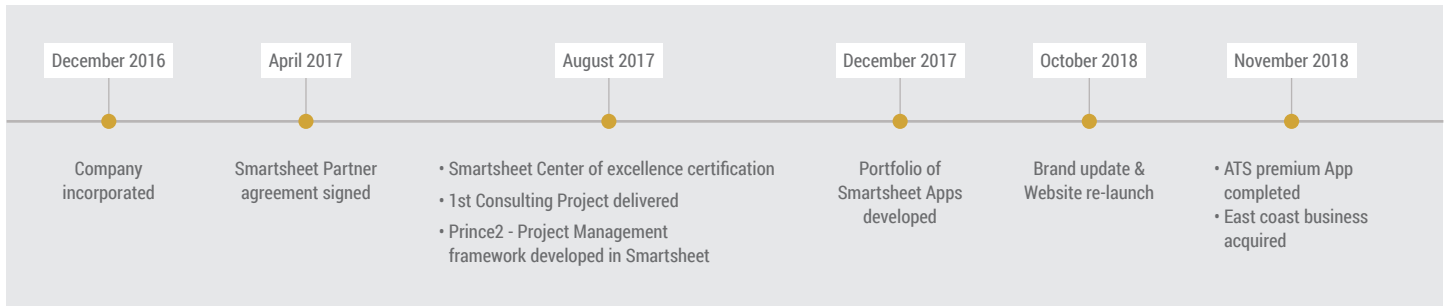 December 2016
April 2017
August 2017
December 2017
October 2018
November 2018
Company
incorporated
Smartsheet Partner
agreement signed
• Smartsheet Center of excellence certification
• 1st Consulting Project delivered
• Prince2 - Project Management
framework developed in Smartsheet
Portfolio of
Smartsheet Apps
developed
Brand update &
Website re-launch
• ATS premium App
completed
• East coast business
acquired